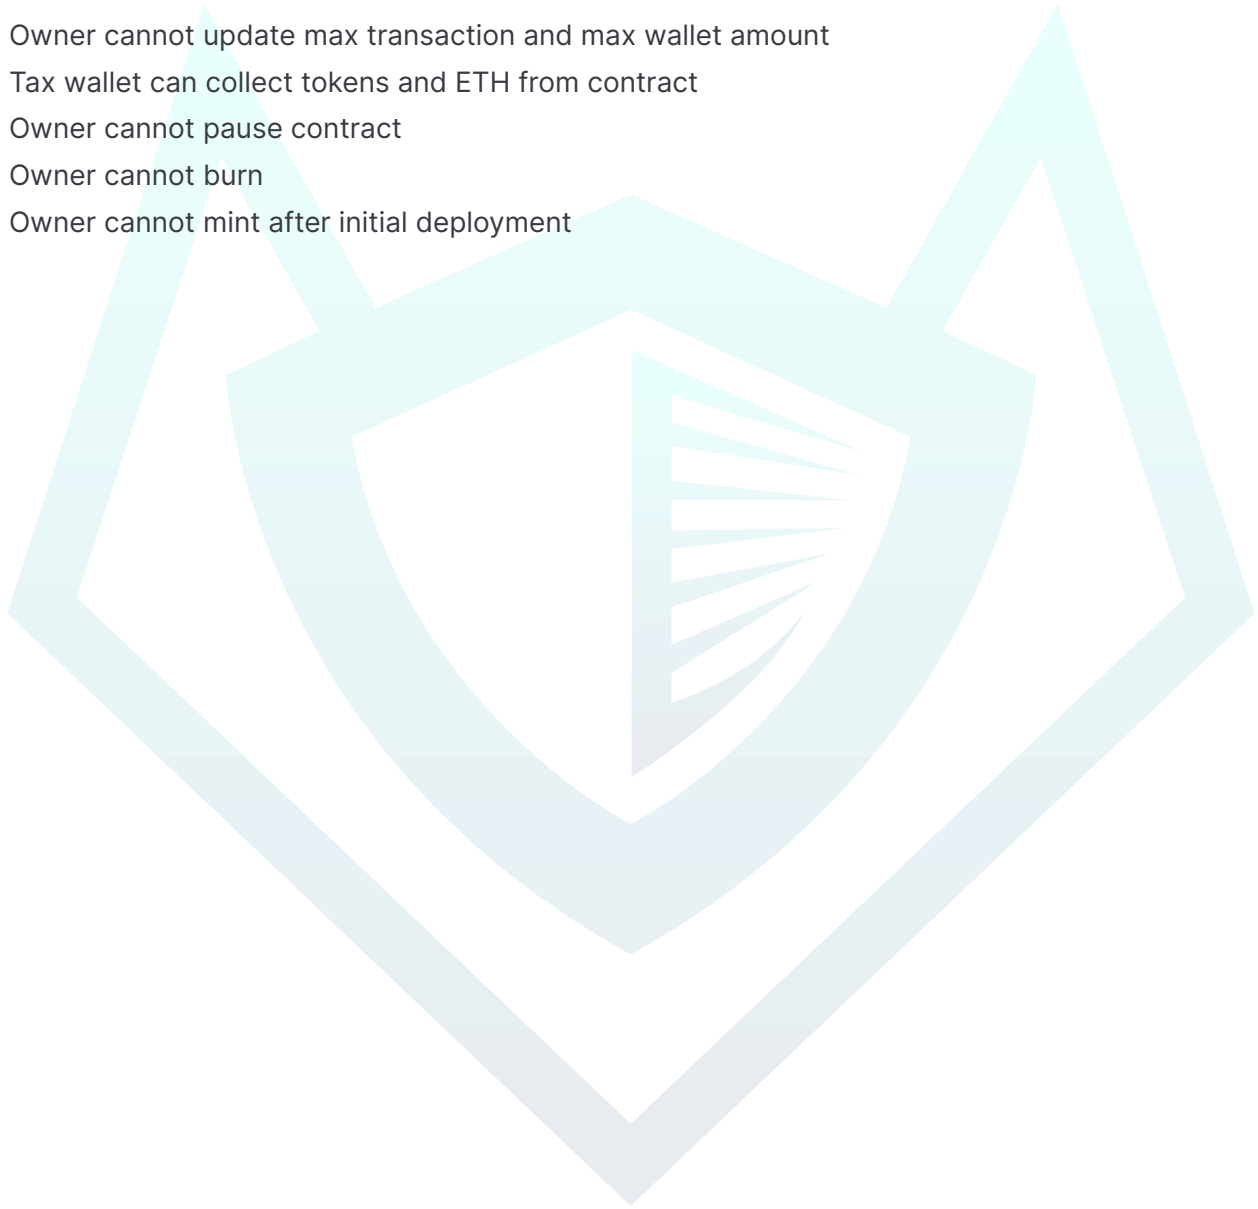 Owner cannot update max transaction and max wallet amount
Tax wallet can collect tokens and ETH from contract
Owner cannot pause contract
Owner cannot burn
Owner cannot mint after initial deployment